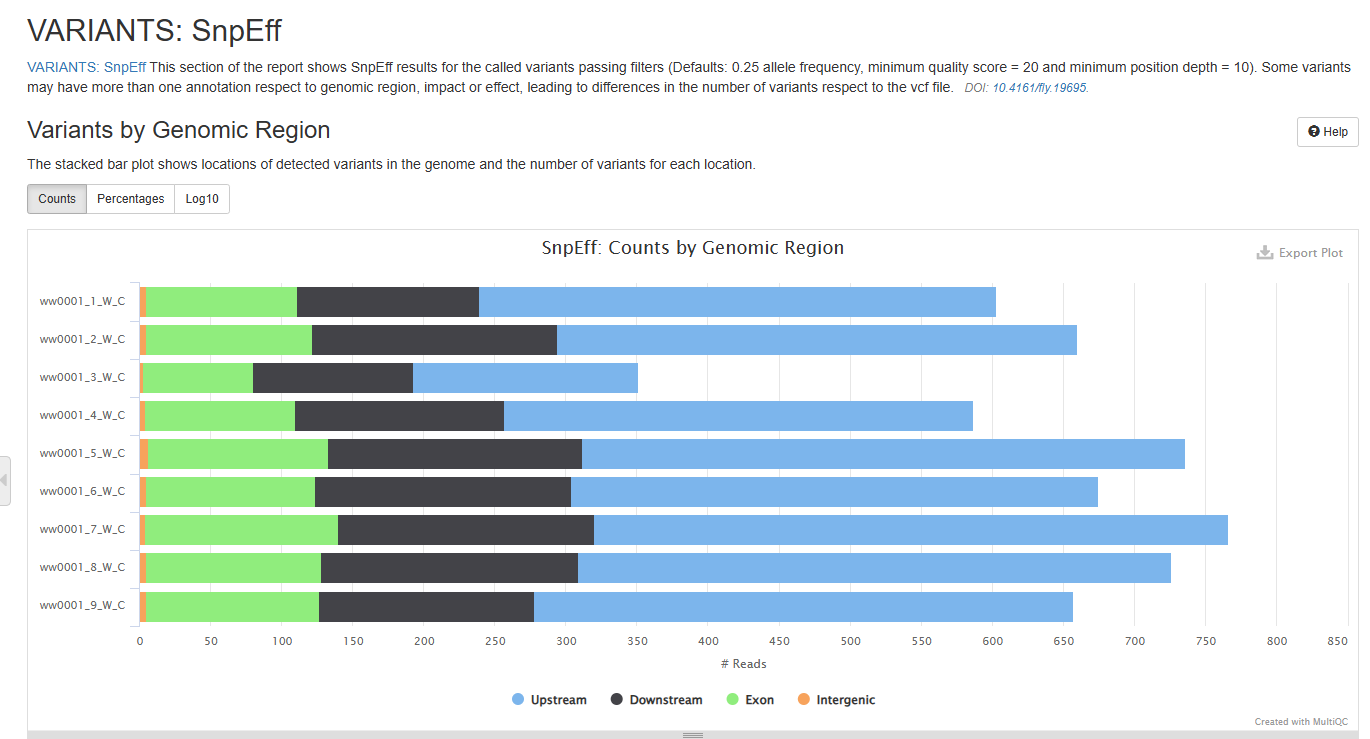 VARIANTS: SnpEff
VARIANTS: SnpEff This section of the report shows SnpEff results for the called variants passing filters (Defaults: 0.25 allele frequency, minimum quality score = 20 and minimum position depth = 10). Some variants
may have more than one annotation respect to genomic region, impact or effect, leading to differences in the number of variants respect to the vcf file. DOI: 10.4161/fly.19695.
Variants by Genomic Region
Help
The stacked bar plot shows locations of detected variants in the genome and the number of variants for each location.
Counts Percentages Log10
SnpEff: Counts by Genomic Region
Export Plot
ww0001_1_W_C
ww0001_2_W_C
ww0001_3_W_C
ww0001_4_W_C
ww0001_5_W_C
ww0001_6_W_C
ww0001_7_W_C
ww0001_8_W_C
ww0001_9_W_C
0 50 100 150 200 250 300 350 400 450 500 550 600 650 700 750 800 850
# Reads
Upstream Downstream Exon Intergenic
Created with MultiQC